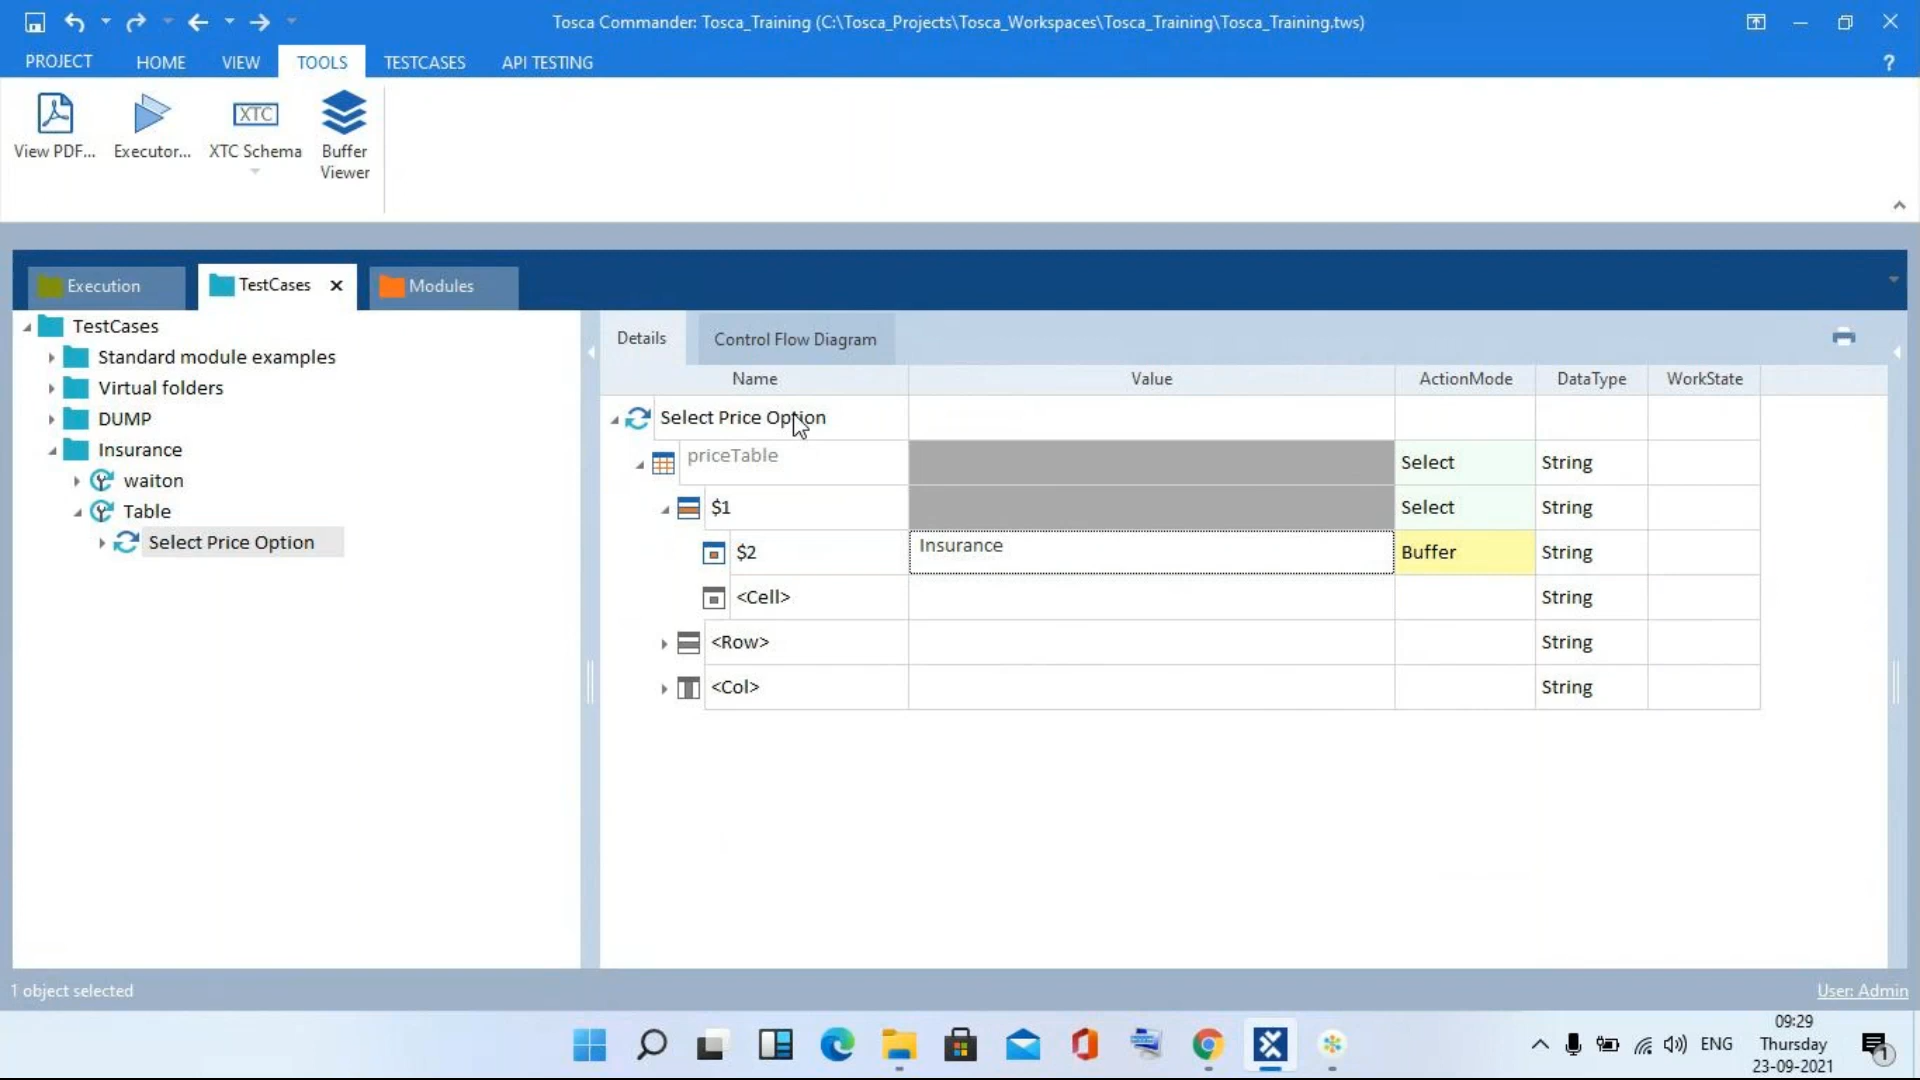 Tosca Commander: Tosca_Training (C:\Tosca_Projects\Tosca_Workspaces\Tosca_Training\Tosca_Training.tws)
PROJECT HOME VIEW TOOLS TESTCASES API TESTING ?
View PDF... Executor... XTC XTC Schema Buffer Viewer
Execution TestCases Modules
TestCases
Standard module examples
Virtual folders
DUMP
Insurance
waiton
Table
Select Price Option
Details Control Flow Diagram
Name Value ActionMode DataType WorkState
Select Price Option
priceTable Select String
$1 Select String
$2 Insurance Buffer String
<Cell> String
<Row> String
<Col> String
1 object selected User: Admin
ENG 09:29
Thursday
23-09-2021
1